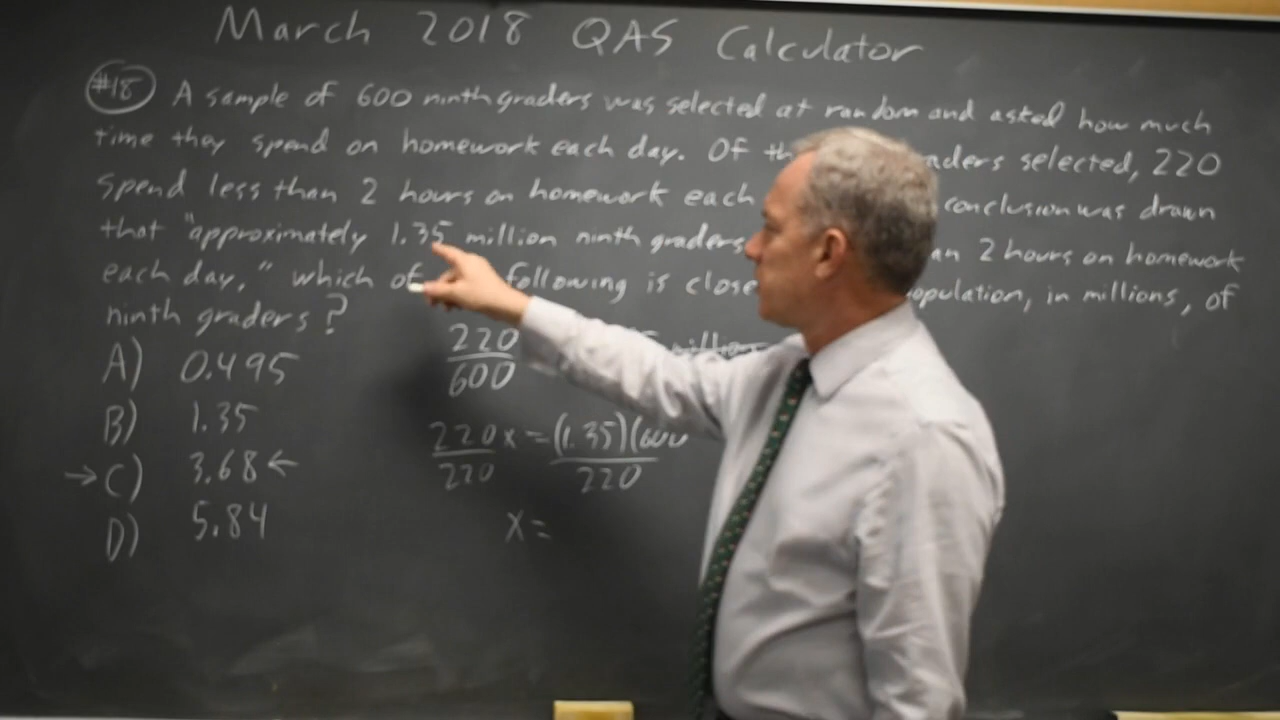 March 2018 QAS Calculator
#18 A sample of 600 ninth graders was selected at random and asked how much
time they spend on homework each day. Of th aders selected, 220
spend less than 2 hours on homework each conclusion was drawn
that "approximately 1.35 million ninth graders an 2 hours on homework
each day," which of following is close opulation, in millions, of
ninth graders?
A) 0.495
B) 1.35
→ C) 3.68 ←
D) 5.84
220
600
million
220x = (1.35)(600
220 220
x =